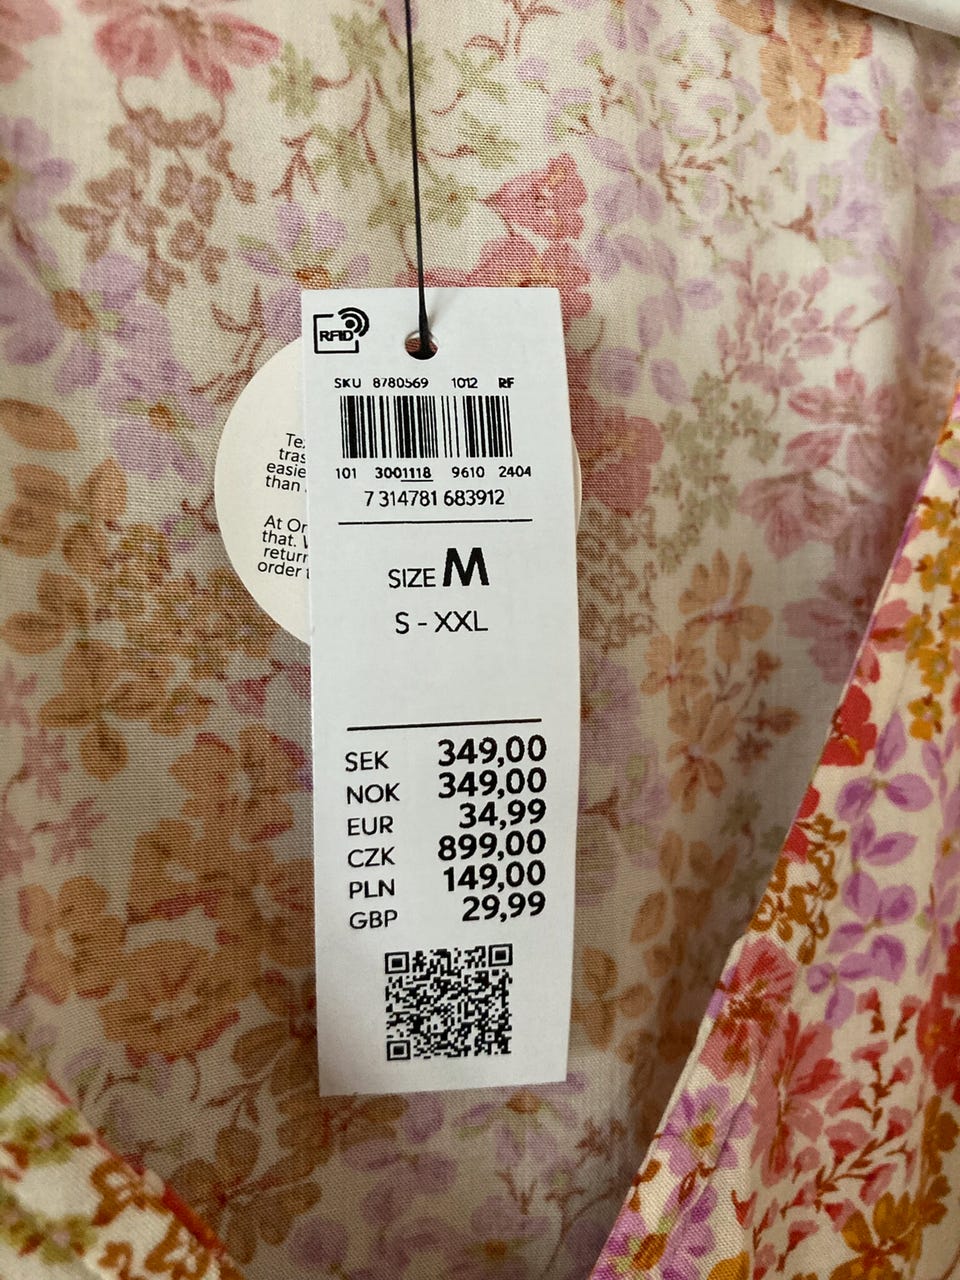 RFID
SKU 8780569 1012 RF
101 3001118 9610 2404
7 314781 683912
SIZE M
S - XXL
SEK 349,00
NOK 349,00
EUR 34,99
CZK 899,00
PLN 149,00
GBP 29,99
easie
than
At Or
that.
return
order